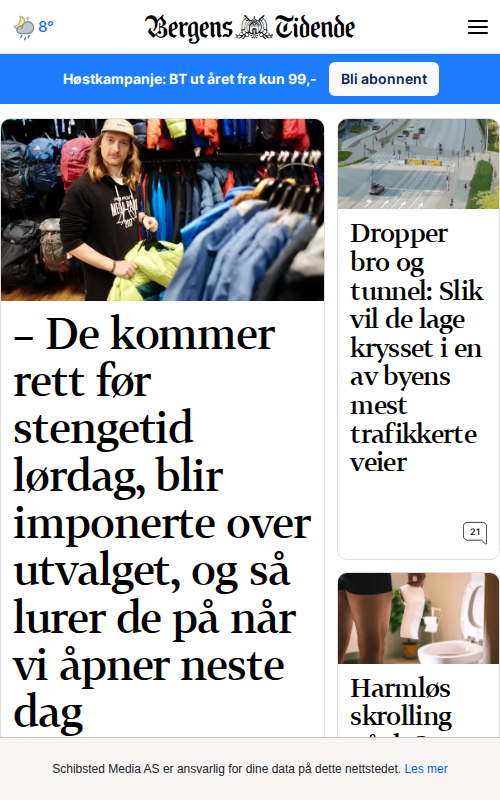 8°
Bergens Tidende
Høstkampanje: BT ut året fra kun 99,-
Bli abonnent
– De kommer
rett før
stengetid
lørdag, blir
imponerte over
utvalget, og så
lurer de på når
vi åpner neste
dag
Dropper
bro og
tunnel: Slik
vil de lage
krysset i en
av byens
mest
trafikkerte
veier
21
Harmløs
skrolling
Schibsted Media AS er ansvarlig for dine data på dette nettstedet. Les mer